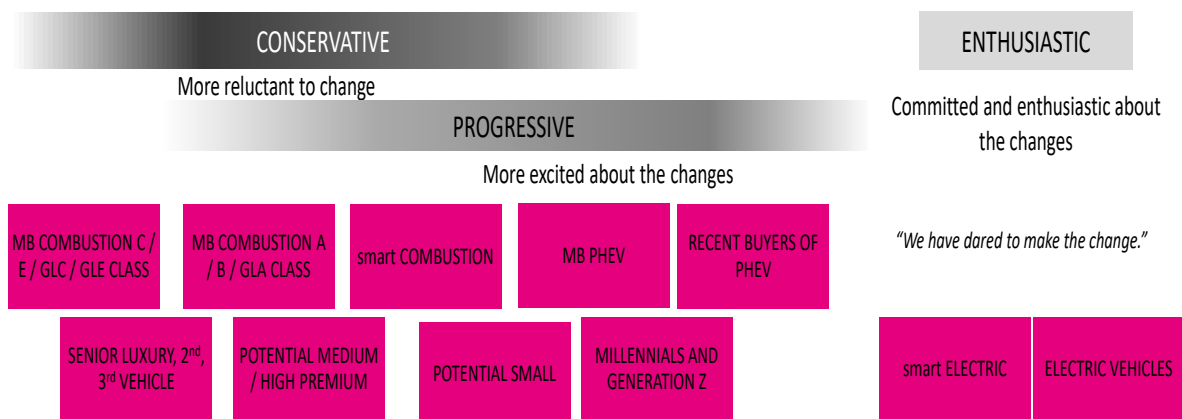 CONSERVATIVE
ENTHUSIASTIC
More reluctant to change
Committed and enthusiastic about
the changes
PROGRESSIVE
More excited about the changes
MB COMBUSTION C /
E / GLC / GLE CLASS
MB COMBUSTION A
/ B / GLA CLASS
smart COMBUSTION
MB PHEV
RECENT BUYERS OF
PHEV
“We have dared to make the change.”
SENIOR LUXURY, 2nd,
3rd VEHICLE
POTENTIAL MEDIUM
/ HIGH PREMIUM
POTENTIAL SMALL
MILLENNIALS AND
GENERATION Z
smart ELECTRIC
ELECTRIC VEHICLES